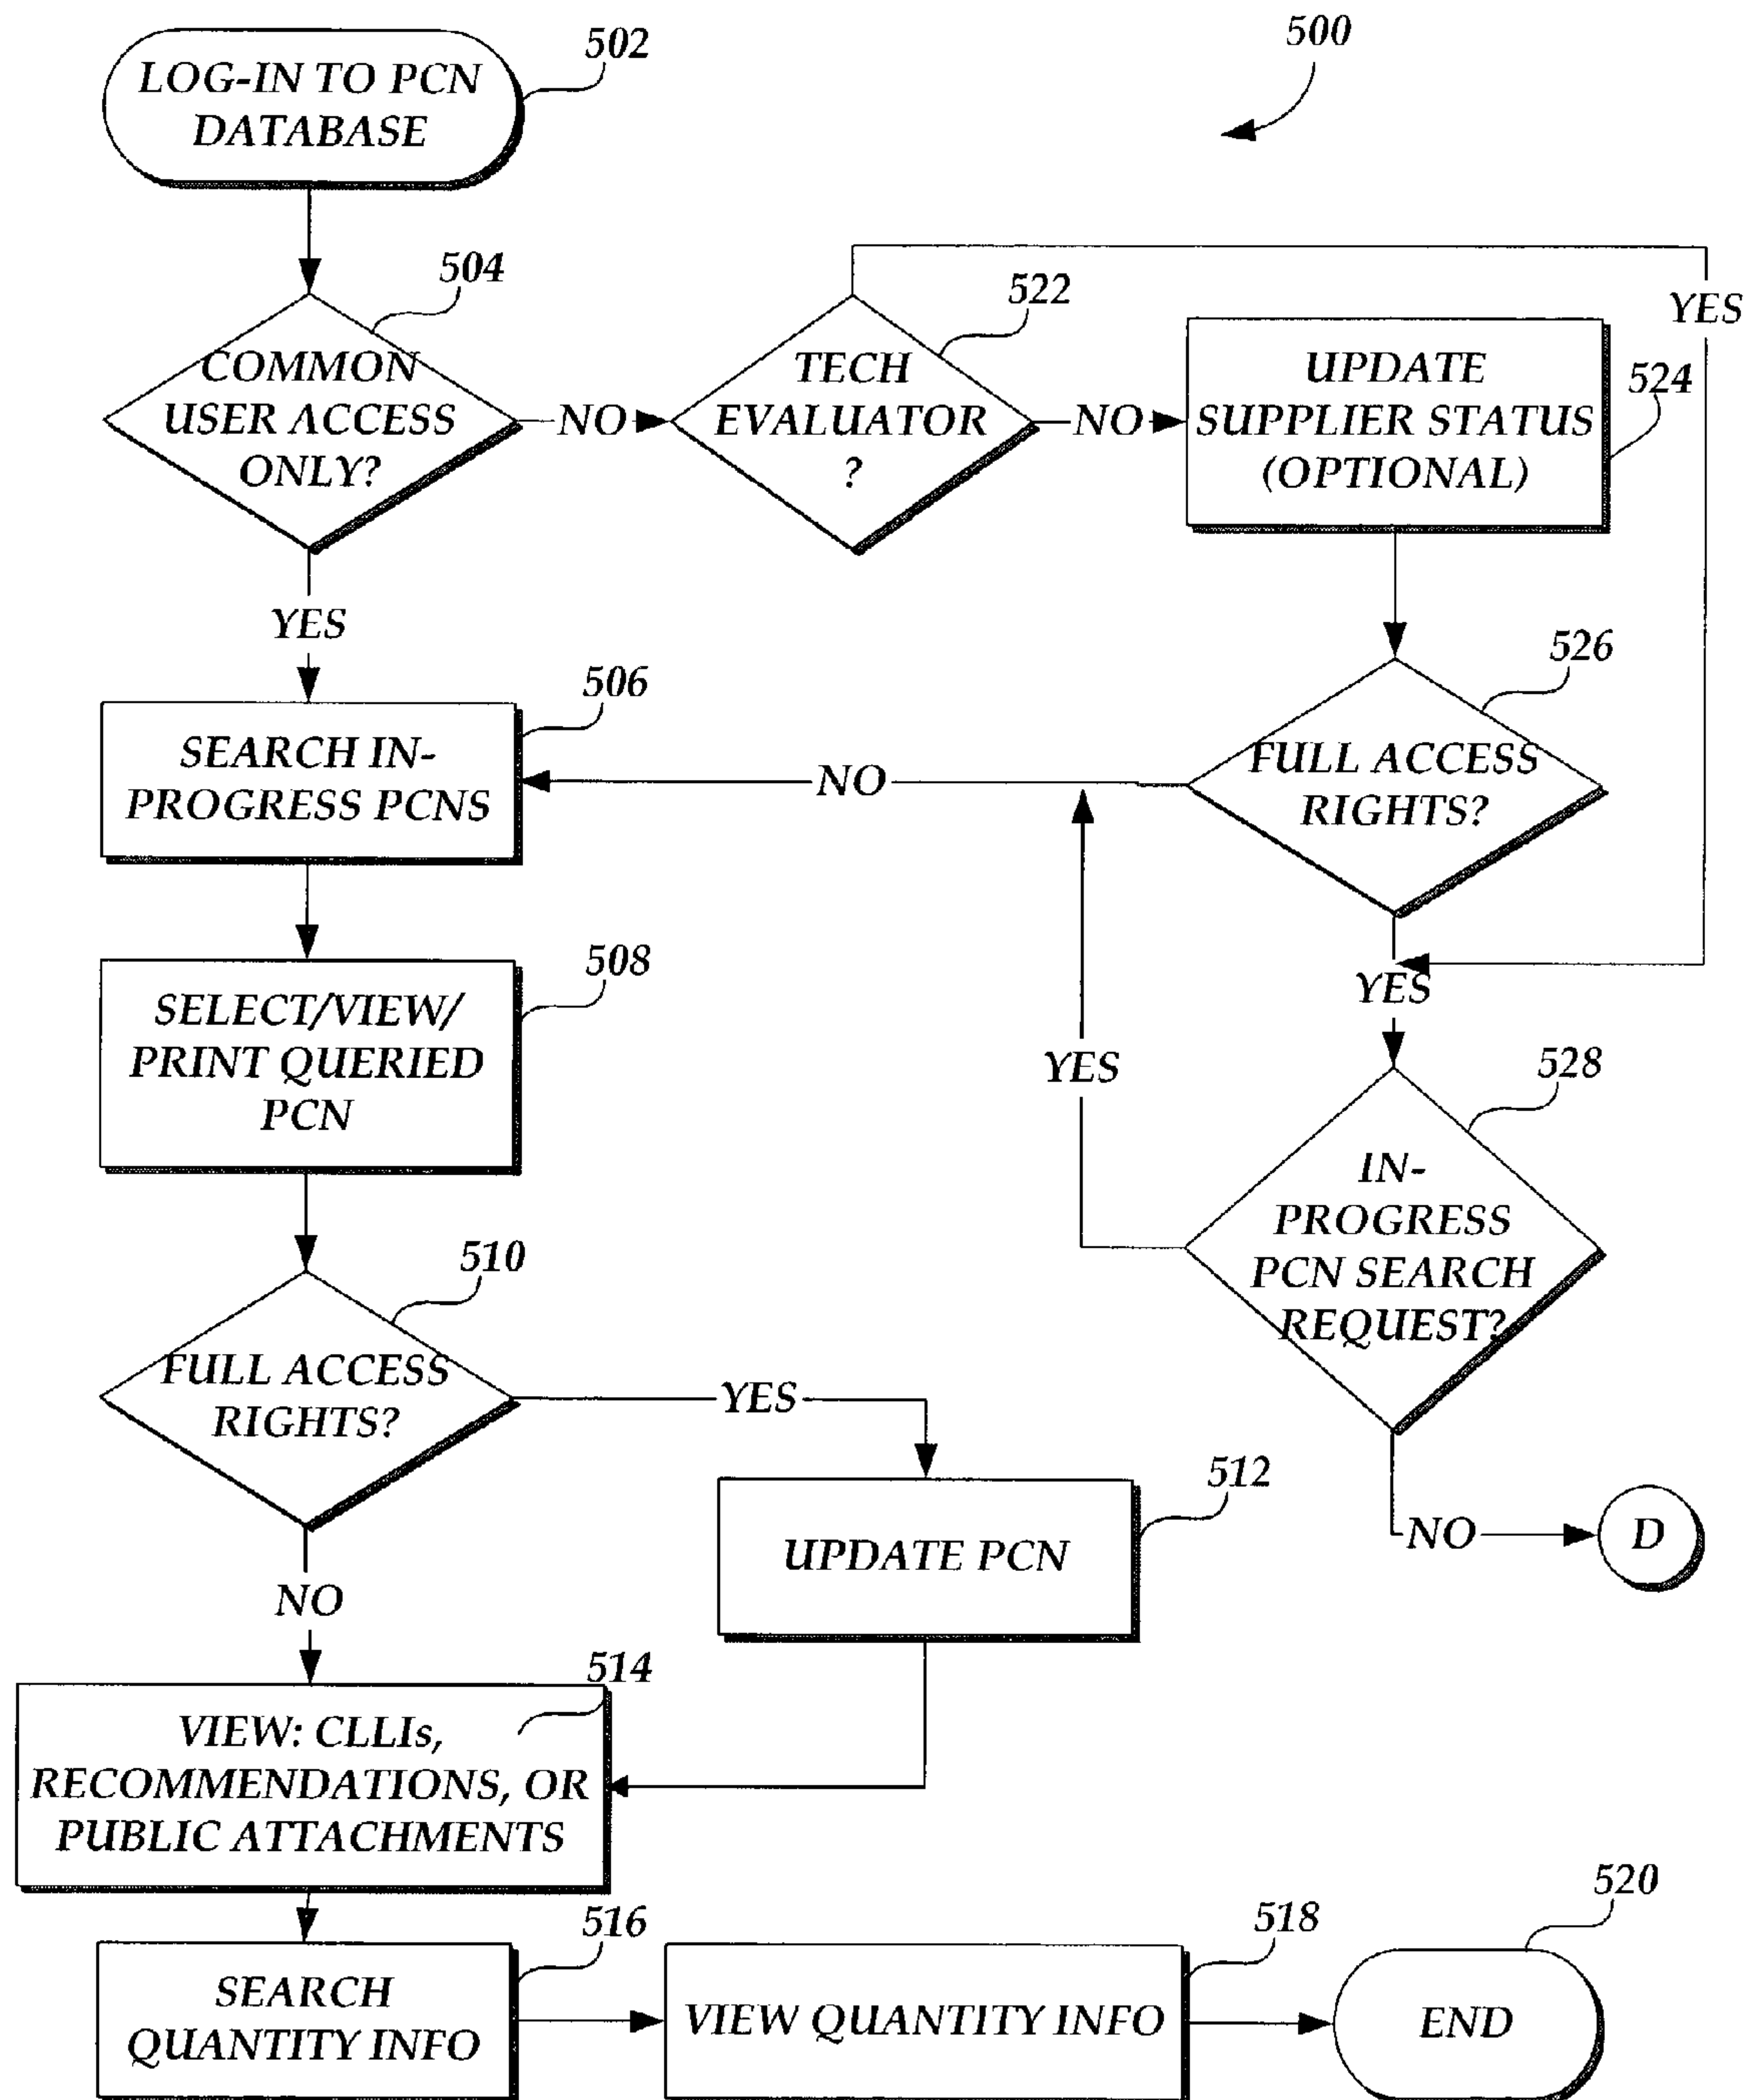 500
502
LOG-IN TO PCN
DATABASE
504
COMMON
USER ACCESS
ONLY?
NO
522
TECH
EVALUATOR
?
NO
YES
UPDATE
SUPPLIER STATUS
(OPTIONAL)
524
YES
506
SEARCH IN-
PROGRESS PCNS
NO
526
FULL ACCESS
RIGHTS?
YES
508
SELECT/VIEW/
PRINT QUERIED
PCN
YES
528
IN-
PROGRESS
PCN SEARCH
REQUEST?
NO
D
510
FULL ACCESS
RIGHTS?
YES
512
UPDATE PCN
NO
514
VIEW: CLLIs,
RECOMMENDATIONS, OR
PUBLIC ATTACHMENTS
516
SEARCH
QUANTITY INFO
518
VIEW QUANTITY INFO
520
END